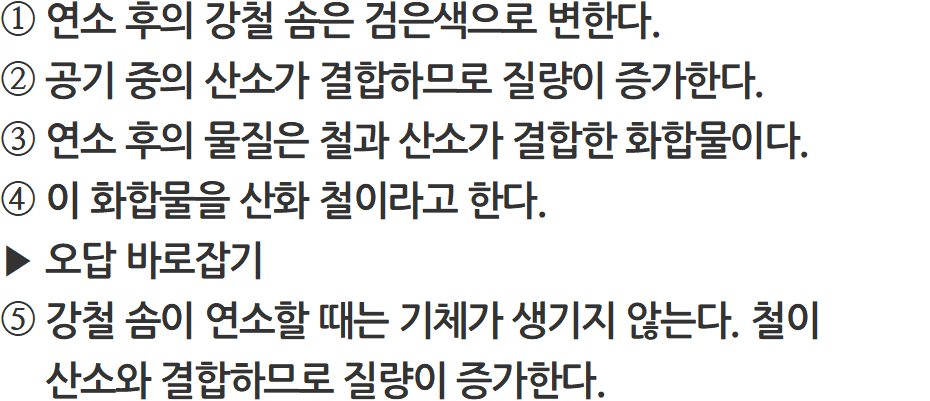 ① 연소 후의 강철 솜은 검은색으로 변한다.
② 공기 중의 산소가 결합하므로 질량이 증가한다.
③ 연소 후의 물질은 철과 산소가 결합한 화합물이다.
④ 이 화합물을 산화 철이라고 한다.
▶ 오답 바로잡기
⑤ 강철 솜이 연소할 때는 기체가 생기지 않는다. 철이
산소와 결합하므로 질량이 증가한다.